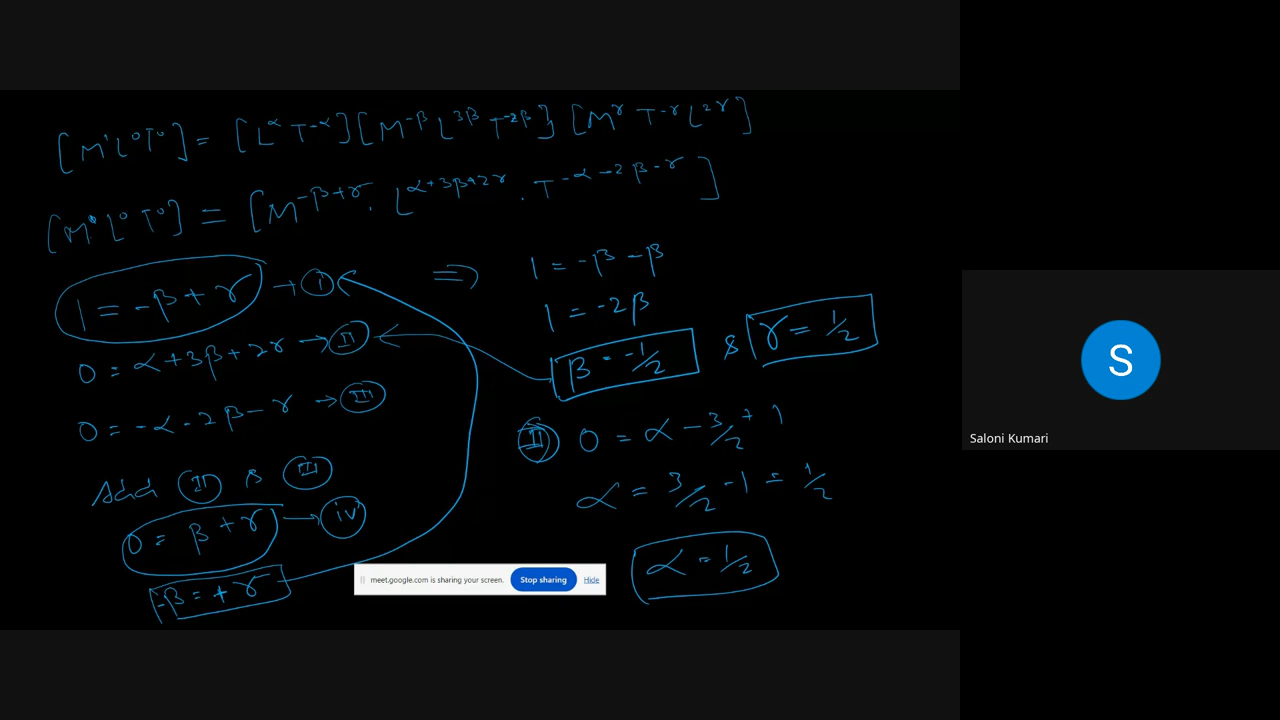 [M¹L⁰T⁰] = [L^α T^-α] [M^-β L^3β T^-2β] [M^γ T^-γ L^2γ]
[M¹L⁰T⁰] = [M^-β+γ . L^α+3β+2γ . T^-α-2β-γ]
1 = -β + γ → I
0 = α + 3β + 2γ → II
0 = -α - 2β - γ → III
Add II & III
0 = β + γ → IV
-β = +γ
⇒ 1 = -β - β
1 = -2β
β = -1/2 & γ = 1/2
II 0 = α - 3/2 + 1
α = 3/2 - 1 = 1/2
α = 1/2
meet.google.com is sharing your screen. Stop sharing Hide
S
Saloni Kumari